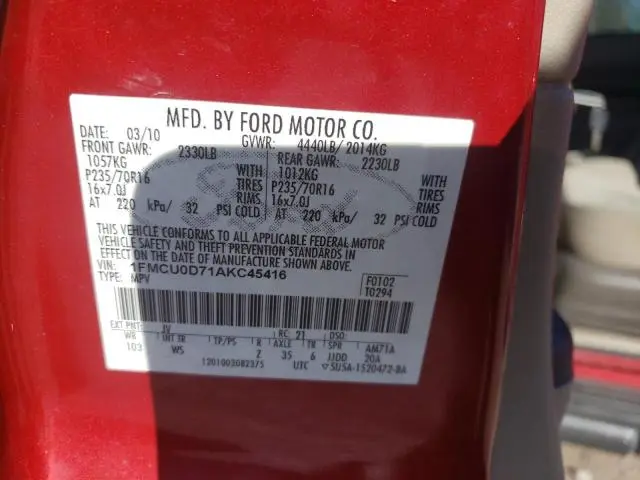 MFD. BY FORD MOTOR CO.
DATE: 03/10 GVWR: 4440LB/ 2014KG
FRONT GAWR: 2330LB REAR GAWR: 2230LB
1057KG WITH 1012KG WITH
P235/70R16 TIRES P235/70R16 TIRES
16x7.0J RIMS 16x7.0J RIMS
AT 220 kPa/ 32 PSI COLD AT 220 kPa/ 32 PSI COLD
THIS VEHICLE CONFORMS TO ALL APPLICABLE FEDERAL MOTOR
VEHICLE SAFETY AND THEFT PREVENTION STANDARDS IN
EFFECT ON THE DATE OF MANUFACTURE SHOWN ABOVE.
VIN: 1FMCU0D71AKC45416 F0102
TYPE: MPV T0294
EXT PNT: JV RC: 21 DSO:
WB INT TR TP/PS R AXLE TR SPR AM71A
103 WS 2 35 6 JJDD 20A
1201003082375 UTC ▽5U5A-1520472-BA